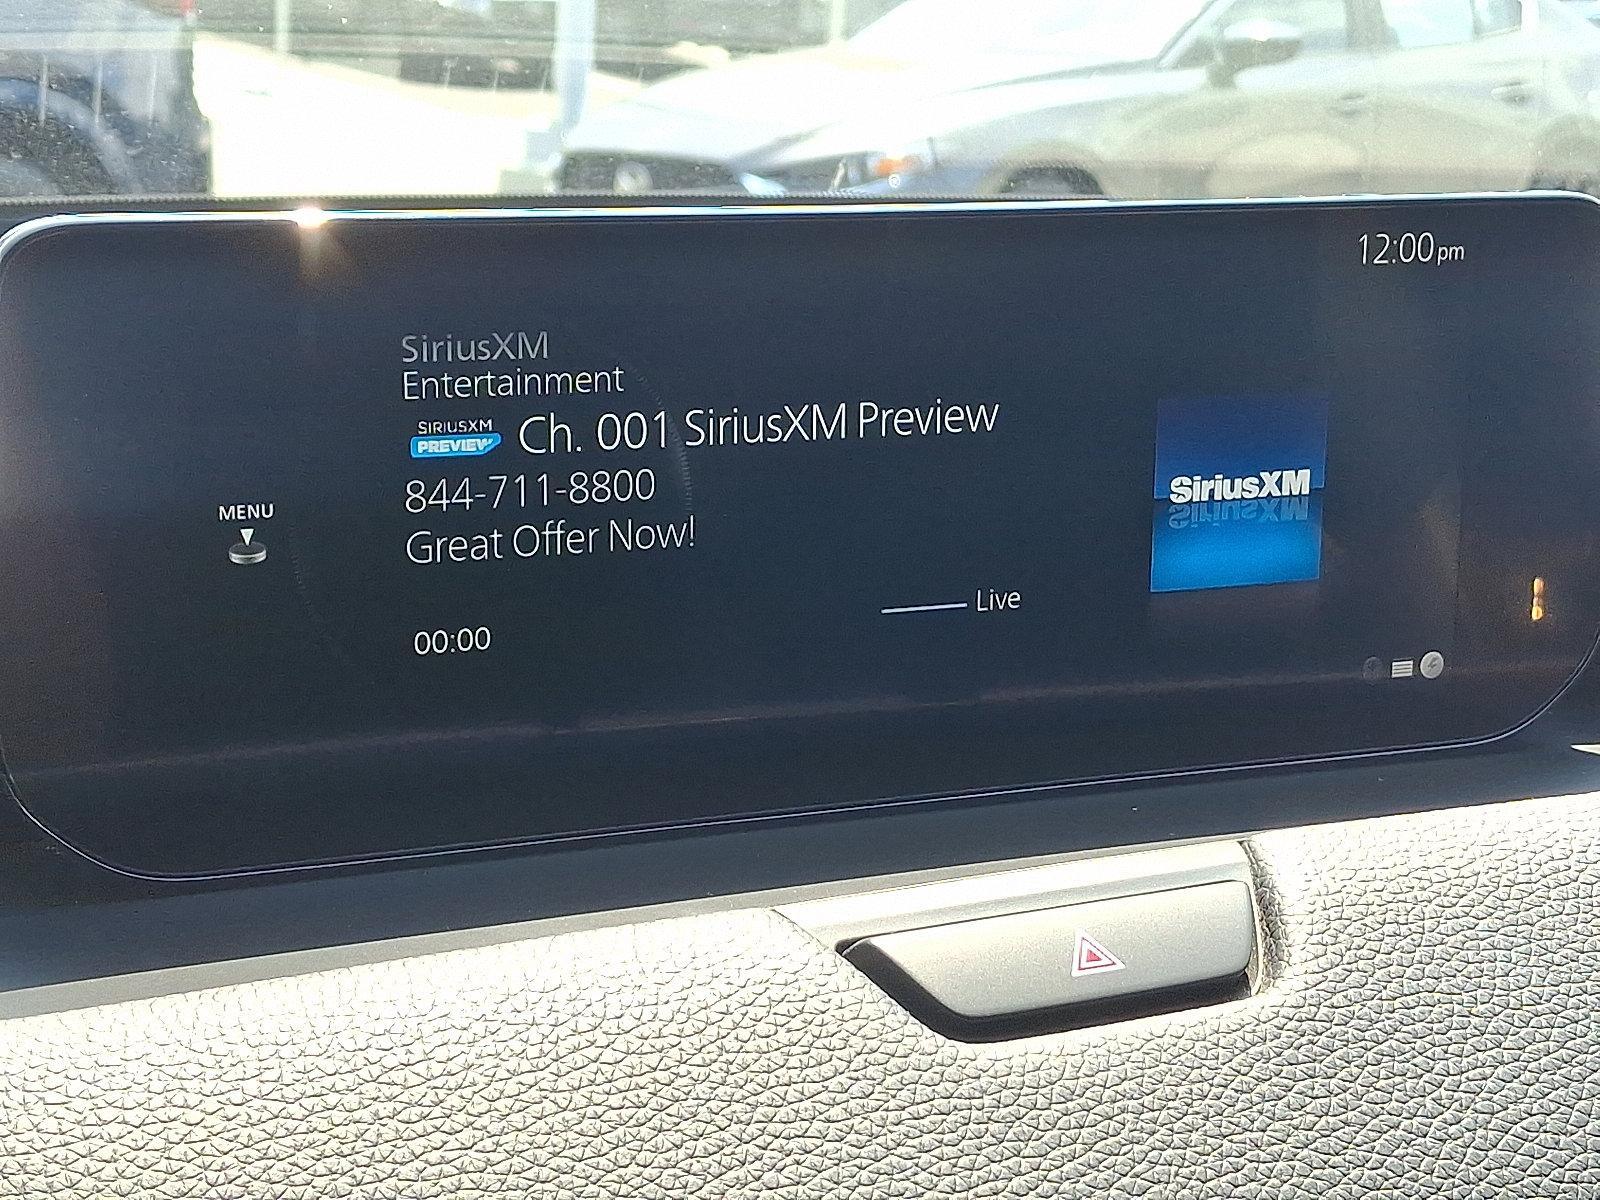 12:00pm
SiriusXM
Entertainment
SIRIUSXM
PREVIEW
Ch. 001 SiriusXM Preview
844-711-8800
Great Offer Now!
MENU
SiriusXM
Live
00:00